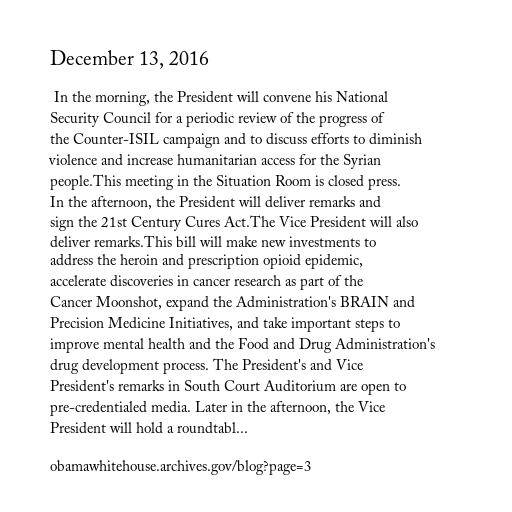 December 13, 2016
In the morning, the President will convene his National
Security Council for a periodic review of the progress of
the Counter-ISIL campaign and to discuss efforts to diminish
violence and increase humanitarian access for the Syrian
people.This meeting in the Situation Room is closed press.
In the afternoon, the President will deliver remarks and
sign the 21st Century Cures Act.The Vice President will also
deliver remarks.This bill will make new investments to
address the heroin and prescription opioid epidemic,
accelerate discoveries in cancer research as part of the
Cancer Moonshot, expand the Administration's BRAIN and
Precision Medicine Initiatives, and take important steps to
improve mental health and the Food and Drug Administration's
drug development process. The President's and Vice
President's remarks in South Court Auditorium are open to
pre-credentialed media. Later in the afternoon, the Vice
President will hold a roundtabl...
obamawhitehouse.archives.gov/blog?page=3